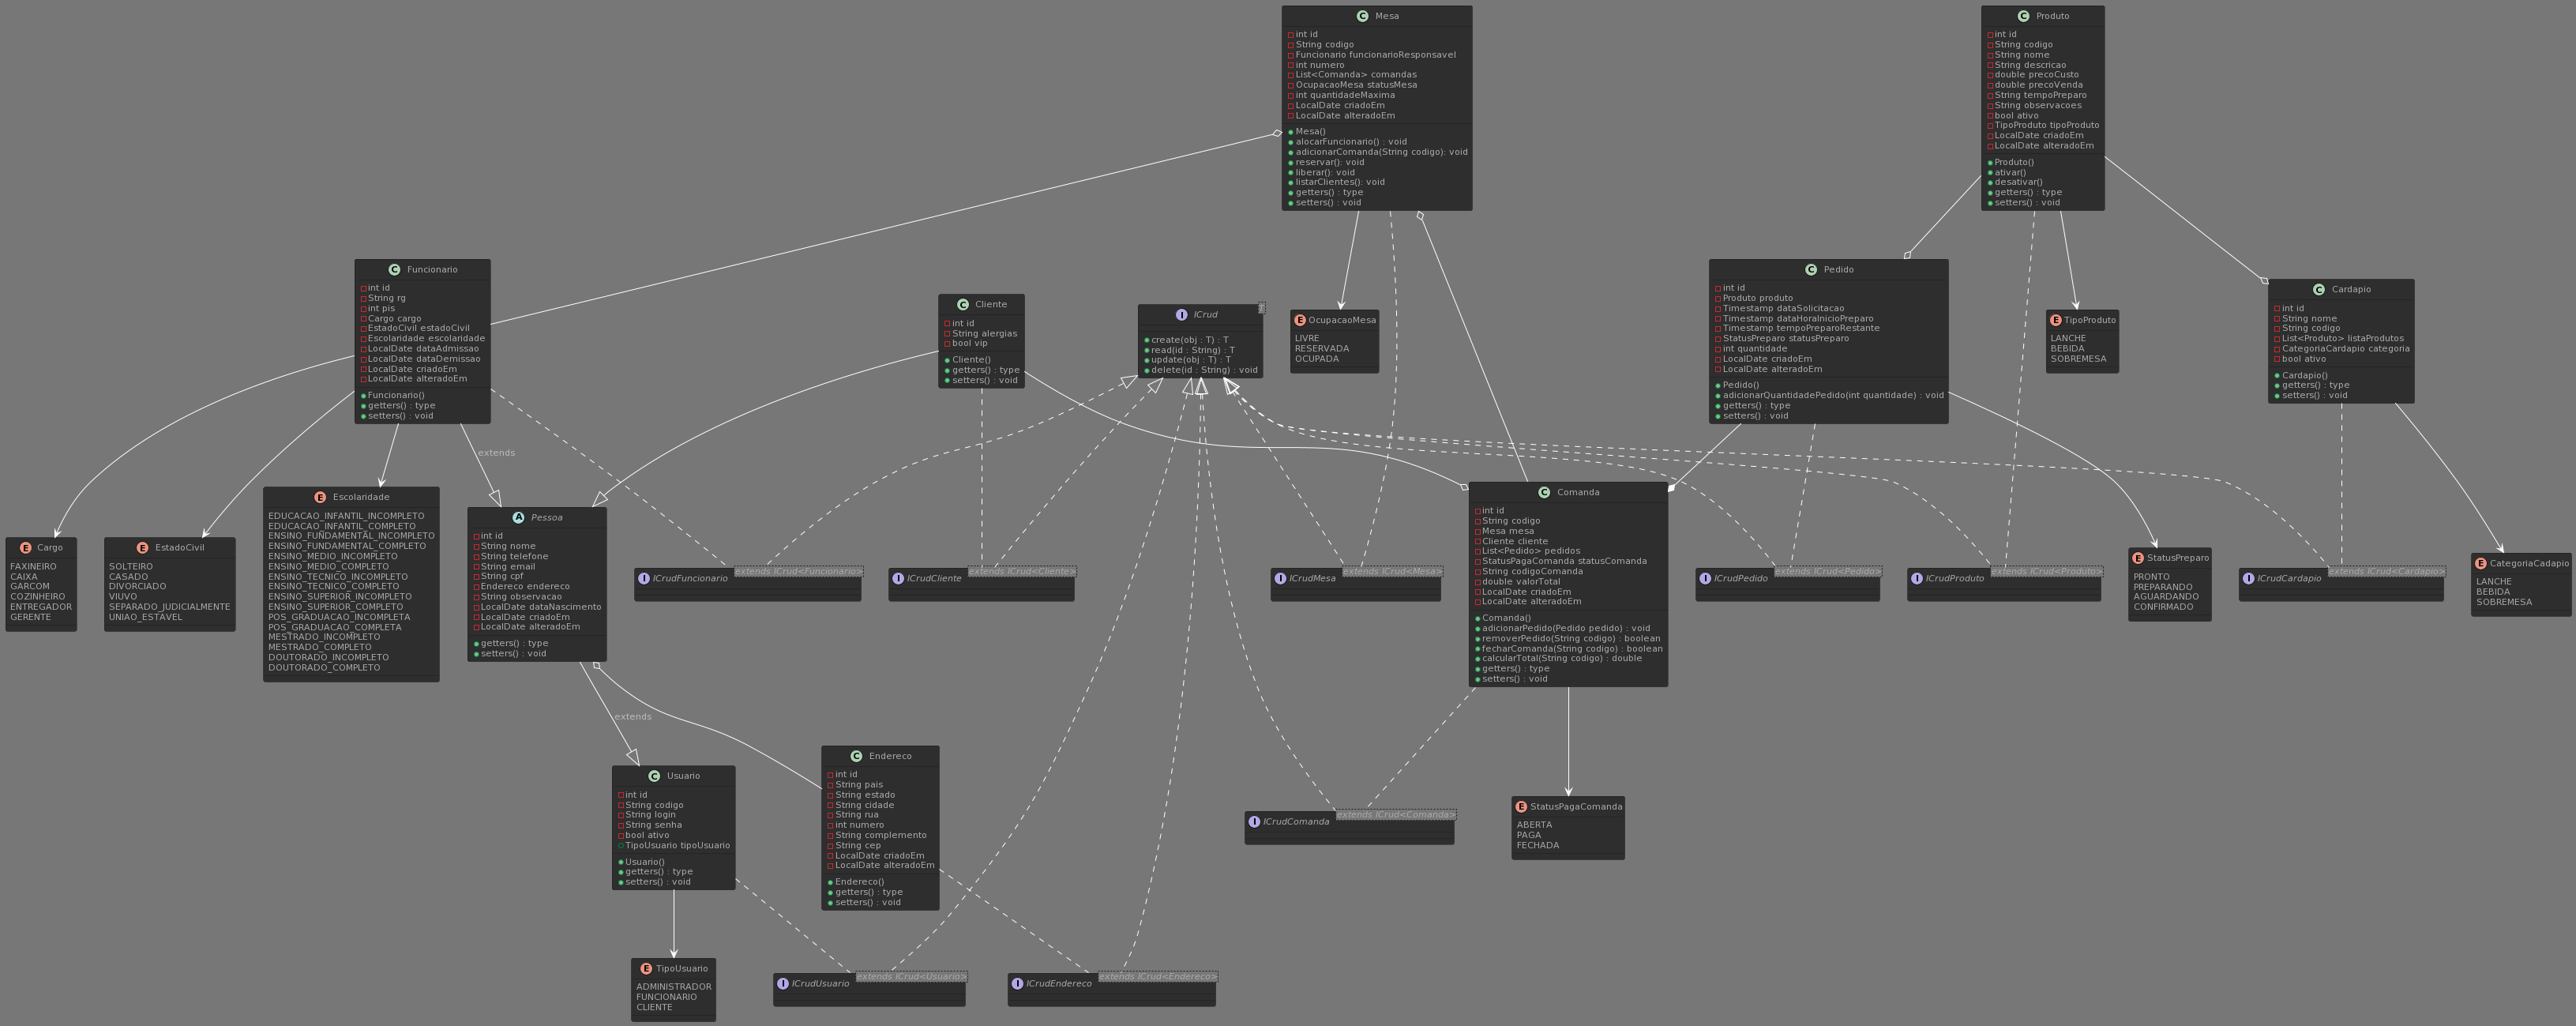 Mesa
int id
String codigo
Funcionario funcionarioResponsavel
int numero
List<Comanda> comandas
OcupacaoMesa statusMesa
int quantidadeMaxima
LocalDate criadoEm
LocalDate alteradoEm
Mesa()
alocarFuncionario() : void
adicionarComanda(String codigo): void
reservar(): void
liberar(): void
listarClientes(): void
getters() : type
setters() : void
Produto
int id
String codigo
String nome
String descricao
double precoCusto
double precoVenda
String tempoPreparo
String observacoes
bool ativo
TipoProduto tipoProduto
LocalDate criadoEm
LocalDate alteradoEm
Produto()
ativar()
desativar()
getters() : type
setters() : void
Funcionario
int id
String rg
int pis
Cargo cargo
EstadoCivil estadoCivil
Escolaridade escolaridade
LocalDate dataAdmissao
LocalDate dataDemissao
LocalDate criadoEm
LocalDate alteradoEm
Funcionario()
getters() : type
setters() : void
Cliente
int id
String alergias
bool vip
Cliente()
getters() : type
setters() : void
ICrud
create(obj : T) : T
read(id : String) : T
update(obj : T) : T
delete(id : String) : void
OcupacaoMesa
LIVRE
RESERVADA
OCUPADA
Pedido
int id
Produto produto
Timestamp dataSolicitacao
Timestamp dataHoraInicioPreparo
Timestamp tempoPreparoRestante
StatusPreparo statusPreparo
int quantidade
LocalDate criadoEm
LocalDate alteradoEm
Pedido()
adicionarQuantidadePedido(int quantidade) : void
getters() : type
setters() : void
TipoProduto
LANCHE
BEBIDA
SOBREMESA
Cardapio
int id
String nome
String codigo
List<Produto> listaProdutos
CategoriaCardapio categoria
bool ativo
Cardapio()
getters() : type
setters() : void
extends
Cargo
FAXINEIRO
CAIXA
GARCOM
COZINHEIRO
ENTREGADOR
GERENTE
EstadoCivil
SOLTEIRO
CASADO
DIVORCIADO
VIUVO
SEPARADO_JUDICIALMENTE
UNIAO_ESTAVEL
Escolaridade
EDUCACAO_INFANTIL_INCOMPLETO
EDUCACAO_INFANTIL_COMPLETO
ENSINO_FUNDAMENTAL_INCOMPLETO
ENSINO_FUNDAMENTAL_COMPLETO
ENSINO_MEDIO_INCOMPLETO
ENSINO_MEDIO_COMPLETO
ENSINO_TECNICO_INCOMPLETO
ENSINO_TECNICO_COMPLETO
ENSINO_SUPERIOR_INCOMPLETO
ENSINO_SUPERIOR_COMPLETO
POS_GRADUACAO_INCOMPLETA
POS_GRADUACAO_COMPLETA
MESTRADO_INCOMPLETO
MESTRADO_COMPLETO
DOUTORADO_INCOMPLETO
DOUTORADO_COMPLETO
Pessoa
int id
String nome
String telefone
String email
String cpf
Endereco endereco
String observacao
LocalDate dataNascimento
LocalDate criadoEm
LocalDate alteradoEm
getters() : type
setters() : void
ICrudFuncionario
extends ICrud<Funcionario>
ICrudCliente
extends ICrud<Cliente>
ICrudMesa
extends ICrud<Mesa>
Comanda
int id
String codigo
Mesa mesa
Cliente cliente
List<Pedido> pedidos
StatusPagaComanda statusComanda
String codigoComanda
double valorTotal
LocalDate criadoEm
LocalDate alteradoEm
Comanda()
adicionarPedido(Pedido pedido) : void
removerPedido(String codigo) : boolean
fecharComanda(String codigo) : boolean
calcularTotal(String codigo) : double
getters() : type
setters() : void
ICrudPedido
extends ICrud<Pedido>
ICrudProduto
extends ICrud<Produto>
StatusPreparo
PRONTO
PREPARANDO
AGUARDANDO
CONFIRMADO
ICrudCardapio
extends ICrud<Cardapio>
CategoriaCadapio
LANCHE
BEBIDA
SOBREMESA
extends
Usuario
int id
String codigo
String login
String senha
bool ativo
TipoUsuario tipoUsuario
Usuario()
getters() : type
setters() : void
Endereco
int id
String pais
String estado
String cidade
String rua
int numero
String complemento
String cep
LocalDate criadoEm
LocalDate alteradoEm
Endereco()
getters() : type
setters() : void
ICrudComanda
extends ICrud<Comanda>
StatusPagaComanda
ABERTA
PAGA
FECHADA
TipoUsuario
ADMINISTRADOR
FUNCIONARIO
CLIENTE
ICrudUsuario
extends ICrud<Usuario>
ICrudEndereco
extends ICrud<Endereco>